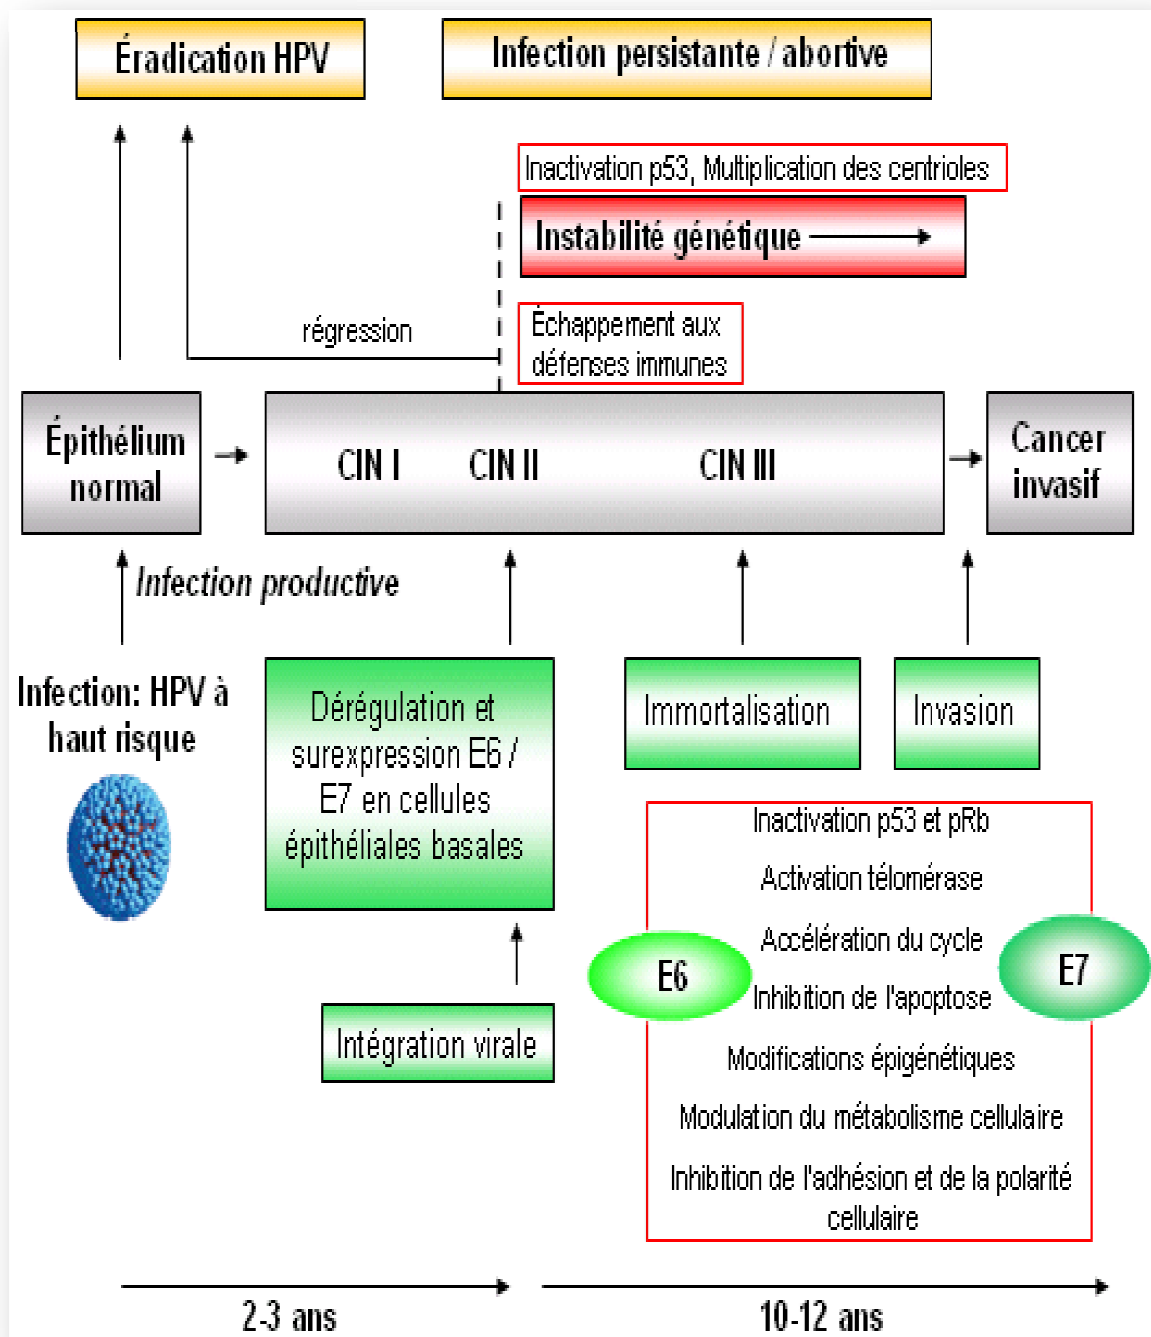 Éradication HPV
Infection persistante / abortive
Inactivation p53, Multiplication des centrioles
Instabilité génétique
régression
Échappement aux
défenses immunes
Épithélium
normal
CIN I
CIN II
CIN III
Cancer
invasif
Infection productive
Infection: HPV à
haut risque
Dérégulation et
surexpression E6 /
E7 en cellules
épithéliales basales
Immortalisation
Invasion
Intégration virale
Inactivation p53 et pRb
Activation télomérase
Accélération du cycle
E6
E7
Inhibition de l'apoptose
Modifications épigénétiques
Modulation du métabolisme cellulaire
Inhibition de l'adhésion et de la polarité
cellulaire
2-3 ans
10-12 ans